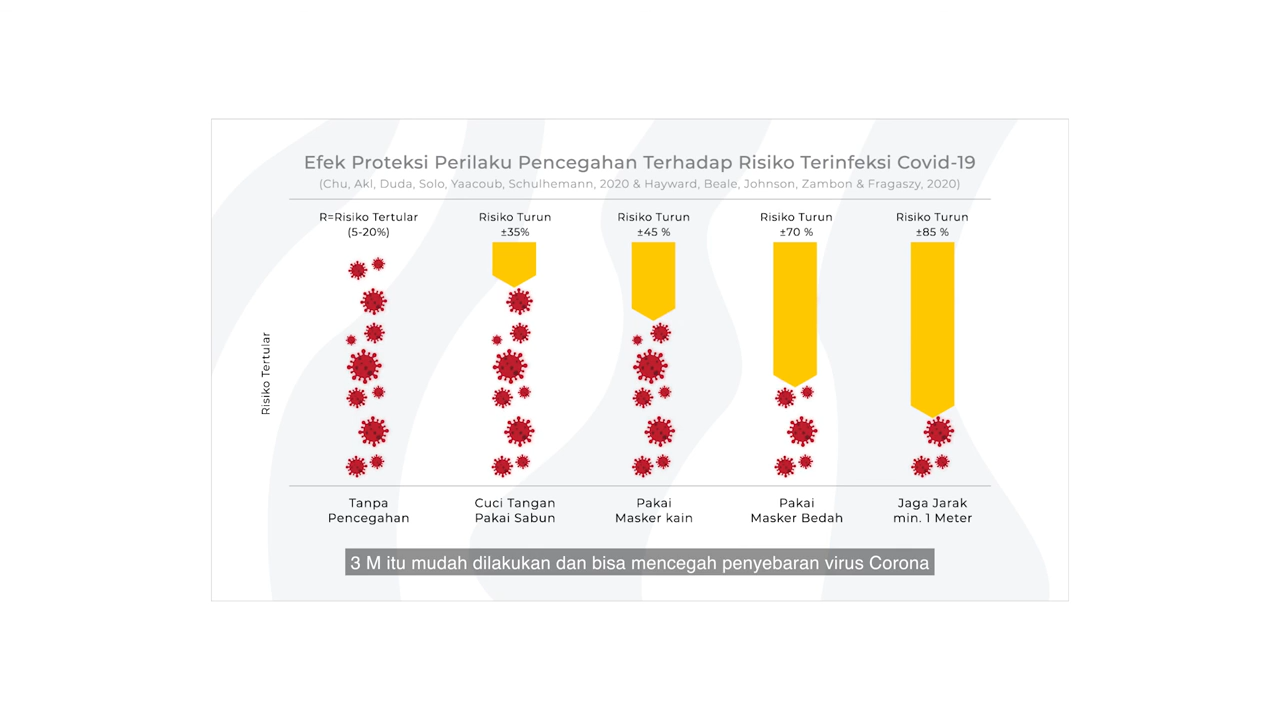 Efek Proteksi Perilaku Pencegahan Terhadap Risiko Terinfeksi Covid-19
(Chu, Akl, Duda, Solo, Yaacoub, Schulhemann, 2020 & Hayward, Beale, Johnson, Zambon & Fragaszy, 2020)
R=Risiko Tertular
(5-20%)
Risiko Turun
±35%
Risiko Turun
±45 %
Risiko Turun
±70 %
Risiko Turun
±85 %
Risiko Tertular
Tanpa
Pencegahan
Cuci Tangan
Pakai Sabun
Pakai
Masker kain
Pakai
Masker Bedah
Jaga Jarak
min. 1 Meter
3 M itu mudah dilakukan dan bisa mencegah penyebaran virus Corona